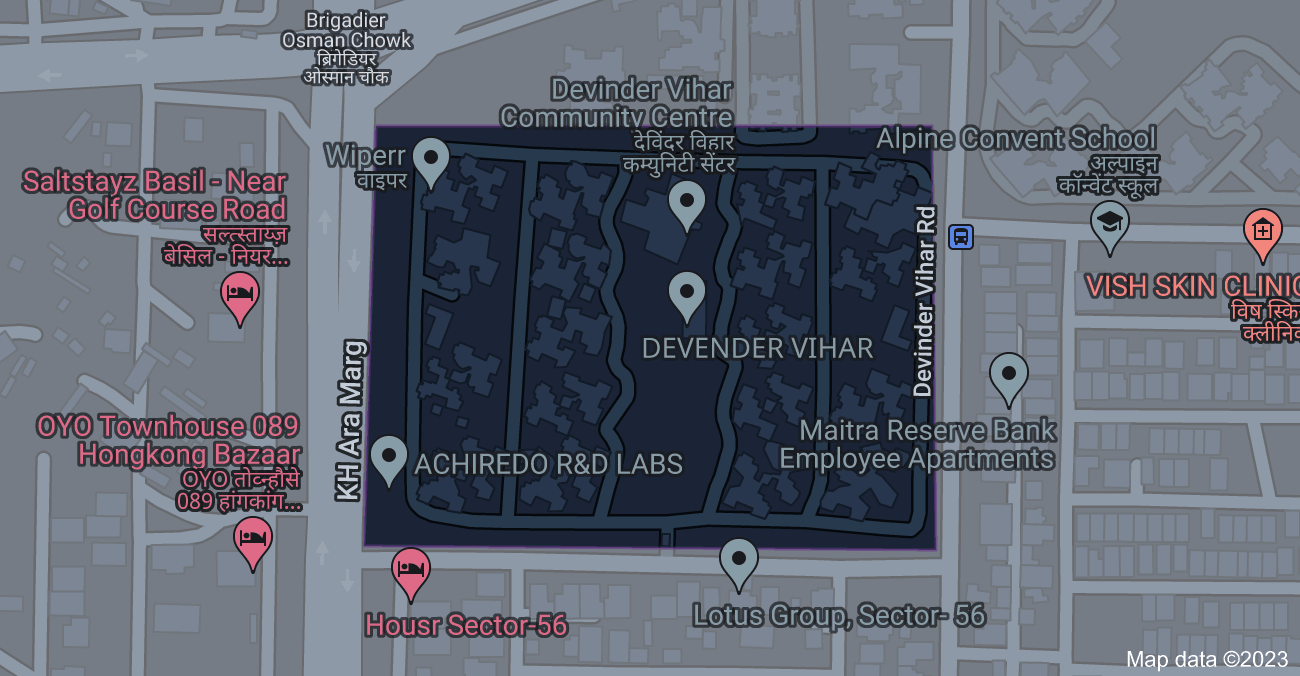 Brigadier
Osman Chowk
ब्रिगेडियर
ओस्मान चौक
Devinder Vihar
Community Centre
देविंदर विहार
कम्युनिटी सेंटर
Alpine Convent School
अल्पाइन
कॉन्वेंट स्कूल
Wiperr
वाइपर
Saltstayz Basil - Near
Golf Course Road
सल्स्ताय्ज़
बेसिल - नियर...
Devinder Vihar Rd
VISH SKIN CLINIC
विष स्कि
क्लीनिक
DEVENDER VIHAR
KH Ara Marg
OYO Townhouse 089
Hongkong Bazaar
OYO तोटन्हौसे
089 हांगकांग...
Maitra Reserve Bank
Employee Apartments
ACHIREDO R&D LABS
Housr Sector-56
Lotus Group, Sector- 56
Map data ©2023